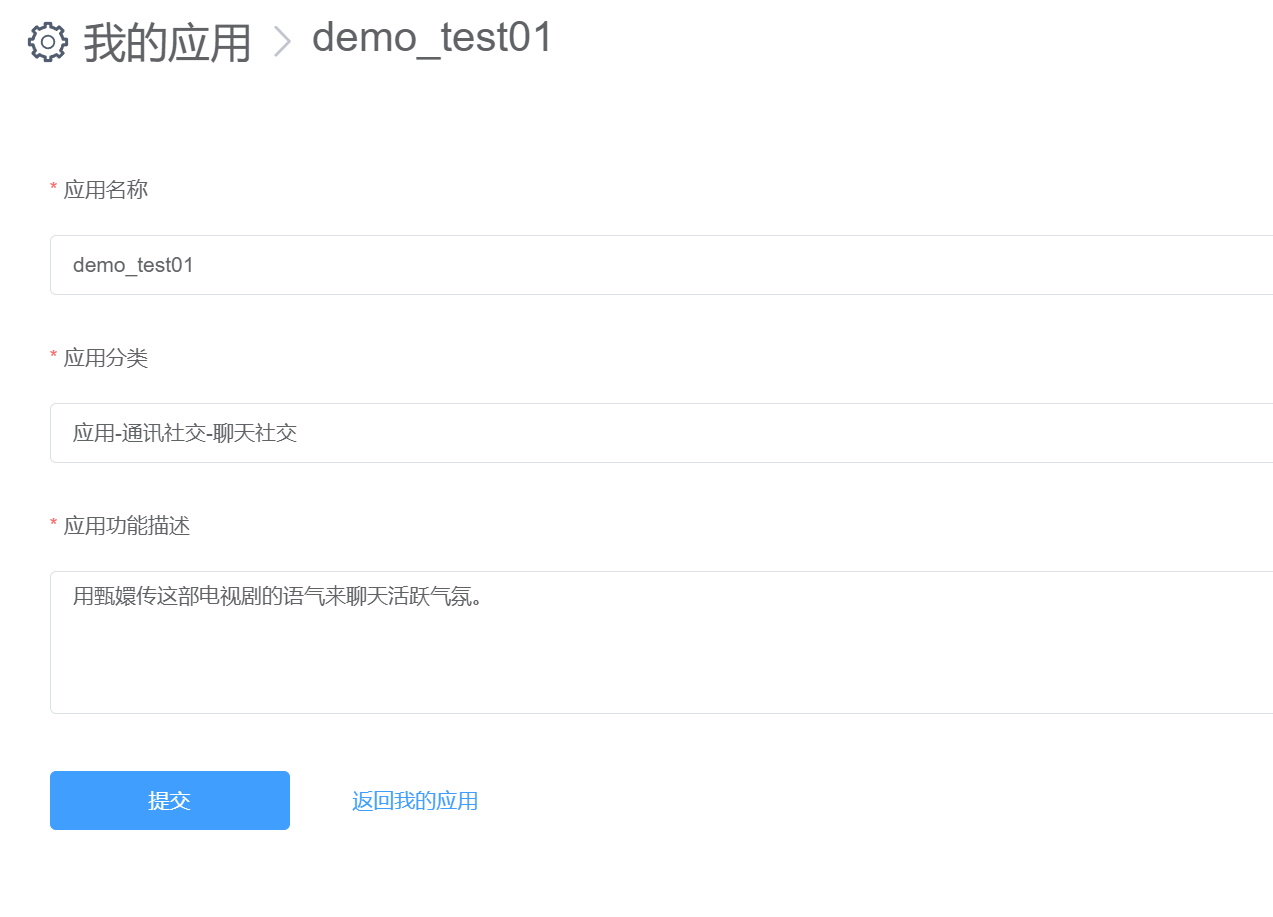 我的应用 > demo_test01
* 应用名称
demo_test01
* 应用分类
应用-通讯社交-聊天社交
* 应用功能描述
用甄嬛传这部电视剧的语气来聊天活跃气氛。
提交 返回我的应用